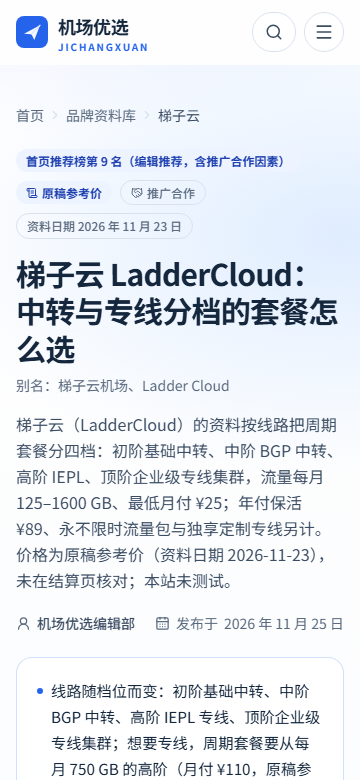 机场优选
JICHANGXUAN
首页 > 品牌资料库 > 梯子云
首页推荐榜第 9 名（编辑推荐，含推广合作因素）
原稿参考价 推广合作
资料日期 2026 年 11 月 23 日
梯子云 LadderCloud：
中转与专线分档的套餐怎
么选
别名：梯子云机场、Ladder Cloud
梯子云（LadderCloud）的资料按线路把周期
套餐分四档：初阶基础中转、中阶 BGP 中转、
高阶 IEPL、顶阶企业级专线集群，流量每月
125–1600 GB、最低月付 ¥25；年付保活
¥89、永不限时流量包与独享定制专线另计。
价格为原稿参考价（资料日期 2026-11-23），
未在结算页核对；本站未测试。
机场优选编辑部 发布于 2026 年 11 月 25 日
线路随档位而变：初阶基础中转、中阶
BGP 中转、高阶 IEPL 专线、顶阶企业级
专线集群；想要专线，周期套餐要从每
月 750 GB 的高阶（月付 ¥110，原稿参